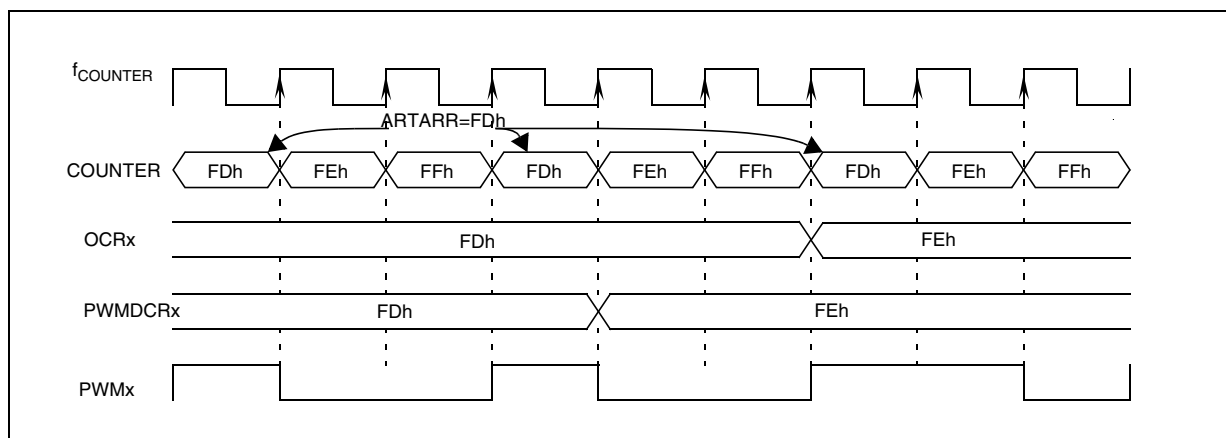 fCOUNTER
ARTARR=FDh
COUNTER FDh FEh FFh FDh FEh FFh FDh FEh FFh
OCRx FDh FEh
PWMDCRx FDh FEh
PWMx